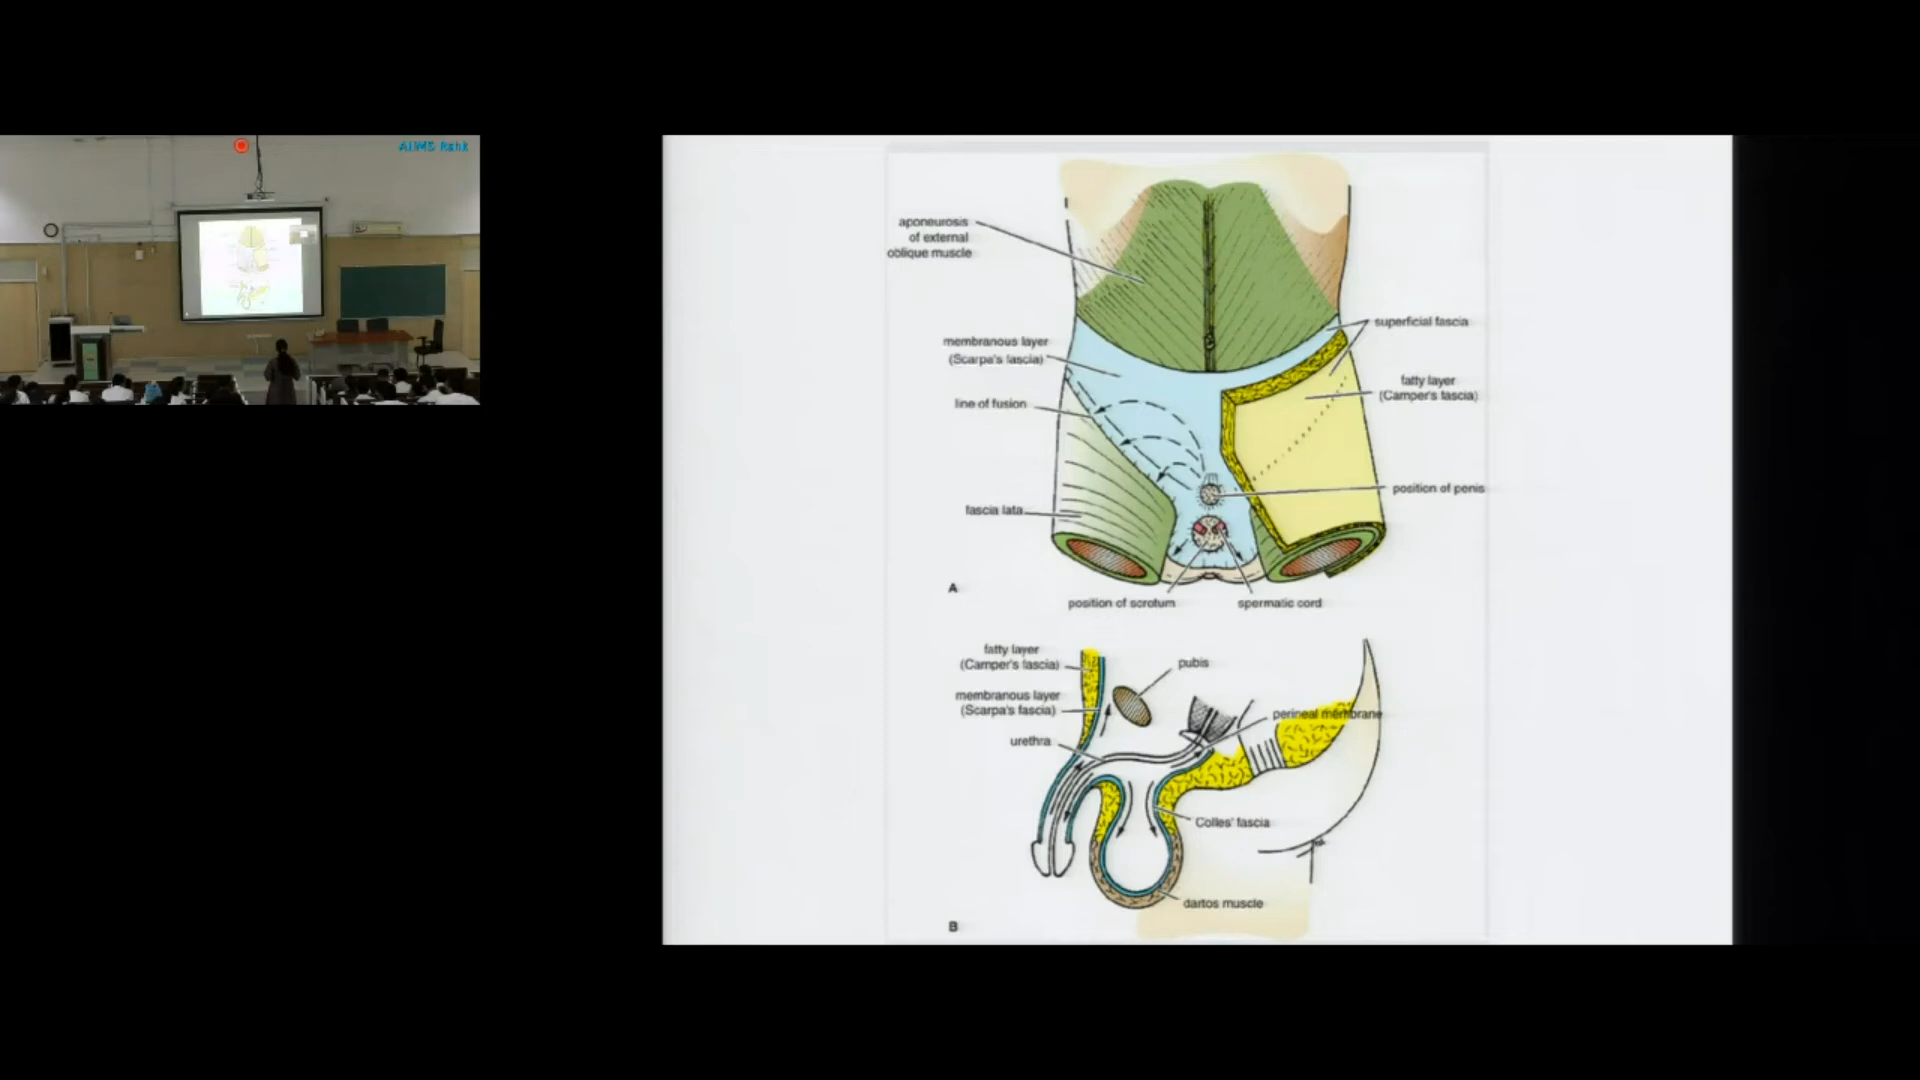 AIIMS Rshk
aponeurosis
of external
oblique muscle
superficial fascia
membranous layer
(Scarpa's fascia)
fatty layer
(Camper's fascia)
line of fusion
position of penis
fascia lata
A
position of scrotum
spermatic cord
fatty layer
(Camper's fascia)
pubis
membranous layer
(Scarpa's fascia)
perineal membrane
urethra
Colles' fascia
dartos muscle
B